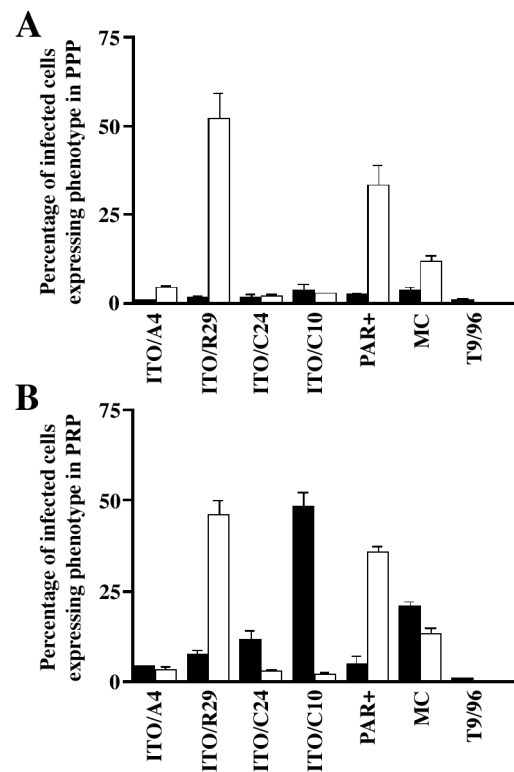 A
Percentage of infected cells
expressing phenotype in PPP
75
50
25
0
ITO/A4
ITO/R29
ITO/C24
ITO/C10
PAR+
MC
T9/96
B
Percentage of infected cells
expressing phenotype in PRP
75
50
25
0
ITO/A4
ITO/R29
ITO/C24
ITO/C10
PAR+
MC
T9/96